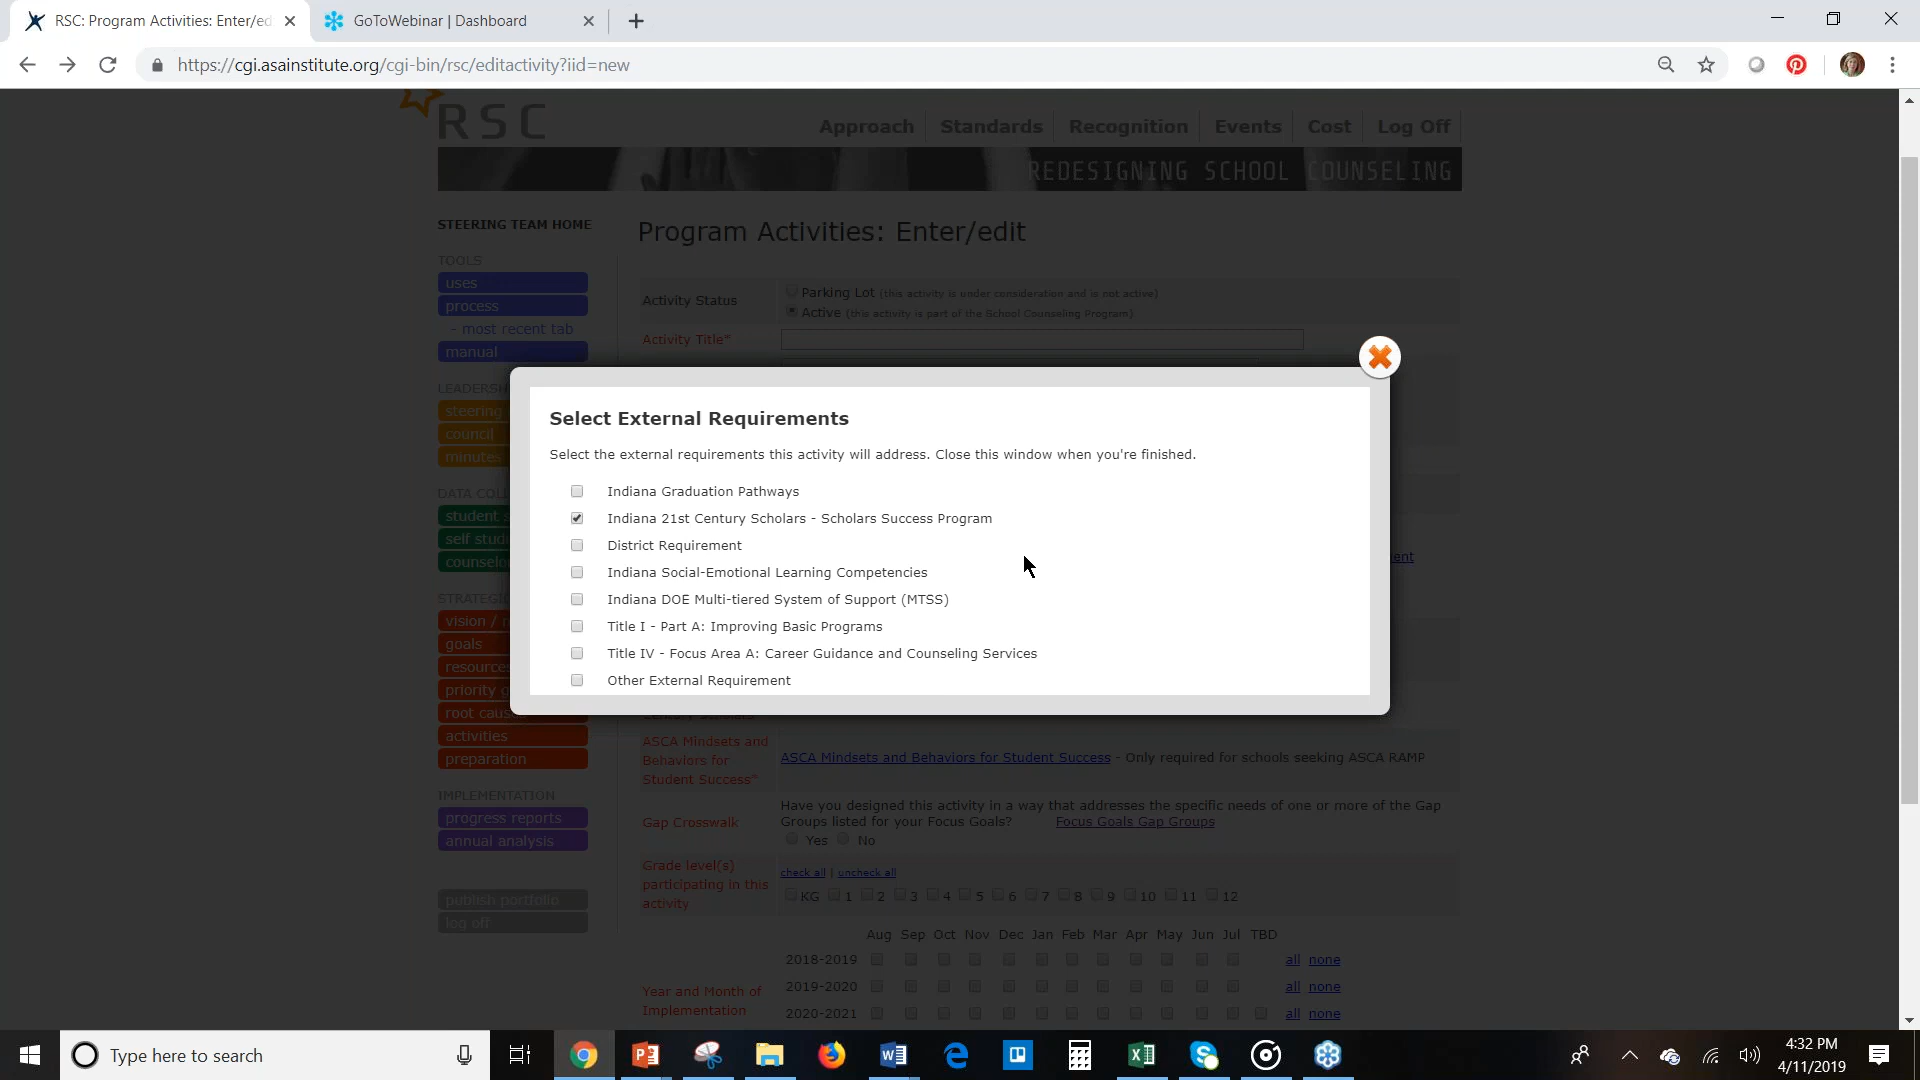 RSC: Program Activities: Enter/ed
GoToWebinar | Dashboard
https://cgi.asainstitute.org/cgi-bin/rsc/editactivity?iid=new
RSC
Approach
Standards
Recognition
Events
Cost
Log Off
REDESIGNING SCHOOL COUNSELING
STEERING TEAM HOME
TOOLS
uses
process
- most recent tab
manual
LEADERSH
steering
council
minutes
DATA COL
student
self stud
counselo
STRATEGI
vision /
goals
resources
priority g
root caus
activities
preparation
IMPLEMENTATION
progress reports
annual analysis
publish portfolio
log off
Program Activities: Enter/edit
Activity Status
Parking Lot (this activity is under consideration and is not active)
Active (this activity is part of the School Counseling Program)
Activity Title*
Select External Requirements
Select the external requirements this activity will address. Close this window when you're finished.
Indiana Graduation Pathways
Indiana 21st Century Scholars - Scholars Success Program
District Requirement
Indiana Social-Emotional Learning Competencies
Indiana DOE Multi-tiered System of Support (MTSS)
Title I - Part A: Improving Basic Programs
Title IV - Focus Area A: Career Guidance and Counseling Services
Other External Requirement
ent
Century Scholars
ASCA Mindsets and
Behaviors for
Student Success*
ASCA Mindsets and Behaviors for Student Success - Only required for schools seeking ASCA RAMP
Gap Crosswalk
Have you designed this activity in a way that addresses the specific needs of one or more of the Gap
Groups listed for your Focus Goals? Focus Goals Gap Groups
Yes No
Grade level(s)
participating in this
activity
check all | uncheck all
KG 1 2 3 4 5 6 7 8 9 10 11 12
Aug Sep Oct Nov Dec Jan Feb Mar Apr May Jun Jul TBD
2018-2019 all none
2019-2020 all none
Year and Month of
Implementation
2020-2021 all none
Type here to search
4:32 PM
4/11/2019